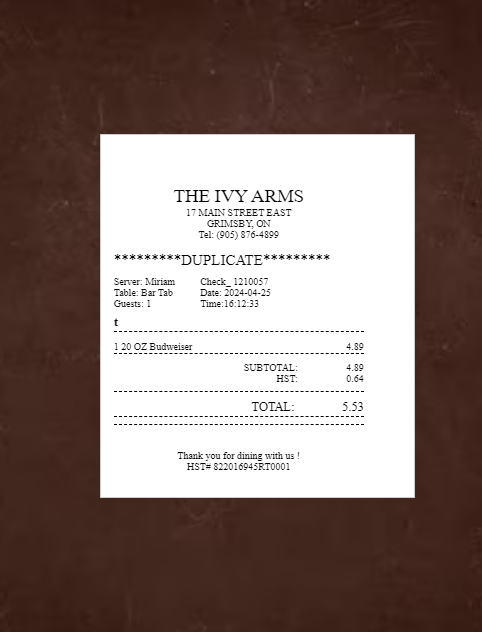 THE IVY ARMS
17 MAIN STREET EAST
GRIMSBY, ON
Tel: (905) 876-4899
*********DUPLICATE*********
Server: Miriam Check_ 1210057
Table: Bar Tab Date: 2024-04-25
Guests: 1 Time:16:12:33
t
1 20 OZ Budweiser 4.89
SUBTOTAL: 4.89
HST: 0.64
TOTAL: 5.53
Thank you for dining with us !
HST# 822016945RT0001